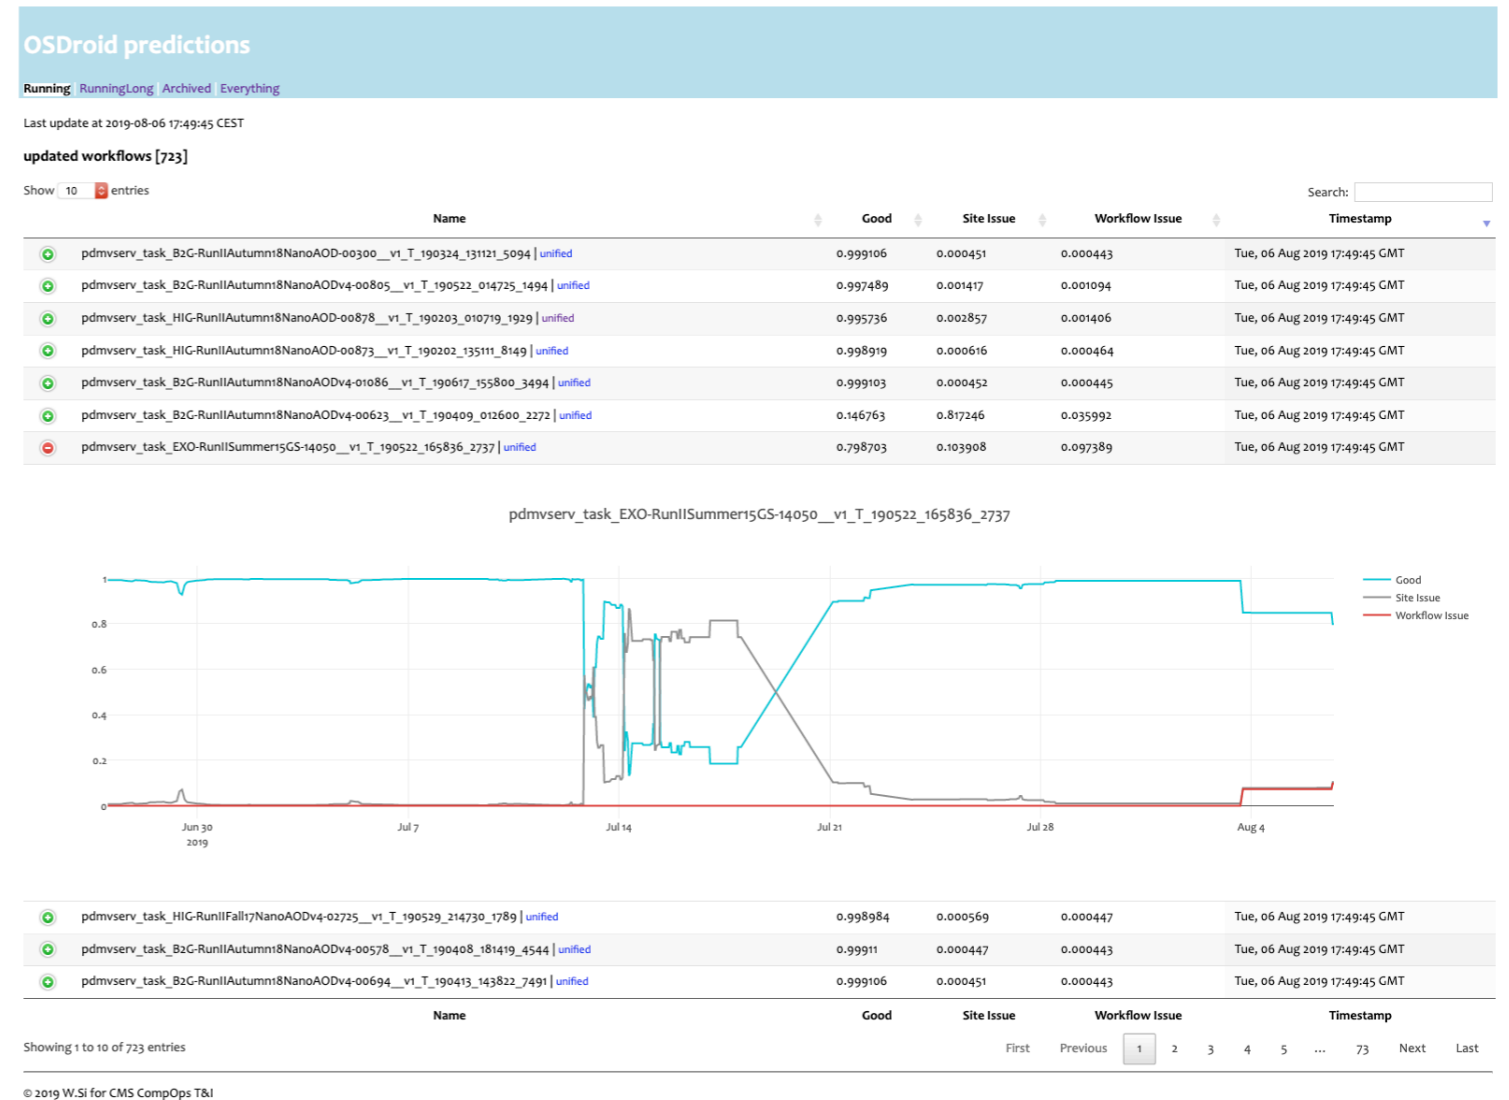 OSDroid predictions
Running | RunningLong | Archived | Everything
Last update at 2019-08-06 17:49:45 CEST
updated workflows [723]
Show 10 entries
Search:
Name Good Site Issue Workflow Issue Timestamp
pdmvserv_task_B2G-RunIIAutumn18NanoAOD-00300__v1_T_190324_131121_5094 | unified 0.999106 0.000451 0.000443 Tue, 06 Aug 2019 17:49:45 GMT
pdmvserv_task_B2G-RunIIAutumn18NanoAODv4-00805__v1_T_190522_014725_1494 | unified 0.997489 0.001417 0.001094 Tue, 06 Aug 2019 17:49:45 GMT
pdmvserv_task_HIG-RunIIAutumn18NanoAOD-00878__v1_T_190203_010719_1929 | unified 0.995736 0.002857 0.001406 Tue, 06 Aug 2019 17:49:45 GMT
pdmvserv_task_HIG-RunIIAutumn18NanoAOD-00873__v1_T_190202_135111_8149 | unified 0.998919 0.000616 0.000464 Tue, 06 Aug 2019 17:49:45 GMT
pdmvserv_task_B2G-RunIIAutumn18NanoAODv4-01086__v1_T_190617_155800_3494 | unified 0.999103 0.000452 0.000445 Tue, 06 Aug 2019 17:49:45 GMT
pdmvserv_task_B2G-RunIIAutumn18NanoAODv4-00623__v1_T_190409_012600_2272 | unified 0.146763 0.817246 0.035992 Tue, 06 Aug 2019 17:49:45 GMT
pdmvserv_task_EXO-RunIISummer15GS-14050__v1_T_190522_165836_2737 | unified 0.798703 0.103908 0.097389 Tue, 06 Aug 2019 17:49:45 GMT
pdmvserv_task_EXO-RunIISummer15GS-14050__v1_T_190522_165836_2737
1
0.8
0.6
0.4
0.2
0
Jun 30 Jul 7 Jul 14 Jul 21 Jul 28 Aug 4
2019
Good
Site Issue
Workflow Issue
pdmvserv_task_HIG-RunIIFall17NanoAODv4-02725__v1_T_190529_214730_1789 | unified 0.998984 0.000569 0.000447 Tue, 06 Aug 2019 17:49:45 GMT
pdmvserv_task_B2G-RunIIAutumn18NanoAODv4-00578__v1_T_190408_181419_4544 | unified 0.99911 0.000447 0.000443 Tue, 06 Aug 2019 17:49:45 GMT
pdmvserv_task_B2G-RunIIAutumn18NanoAODv4-00694__v1_T_190413_143822_7491 | unified 0.999106 0.000451 0.000443 Tue, 06 Aug 2019 17:49:45 GMT
Name Good Site Issue Workflow Issue Timestamp
Showing 1 to 10 of 723 entries
First Previous 1 2 3 4 5 ... 73 Next Last
© 2019 W.Si for CMS CompOps T&I